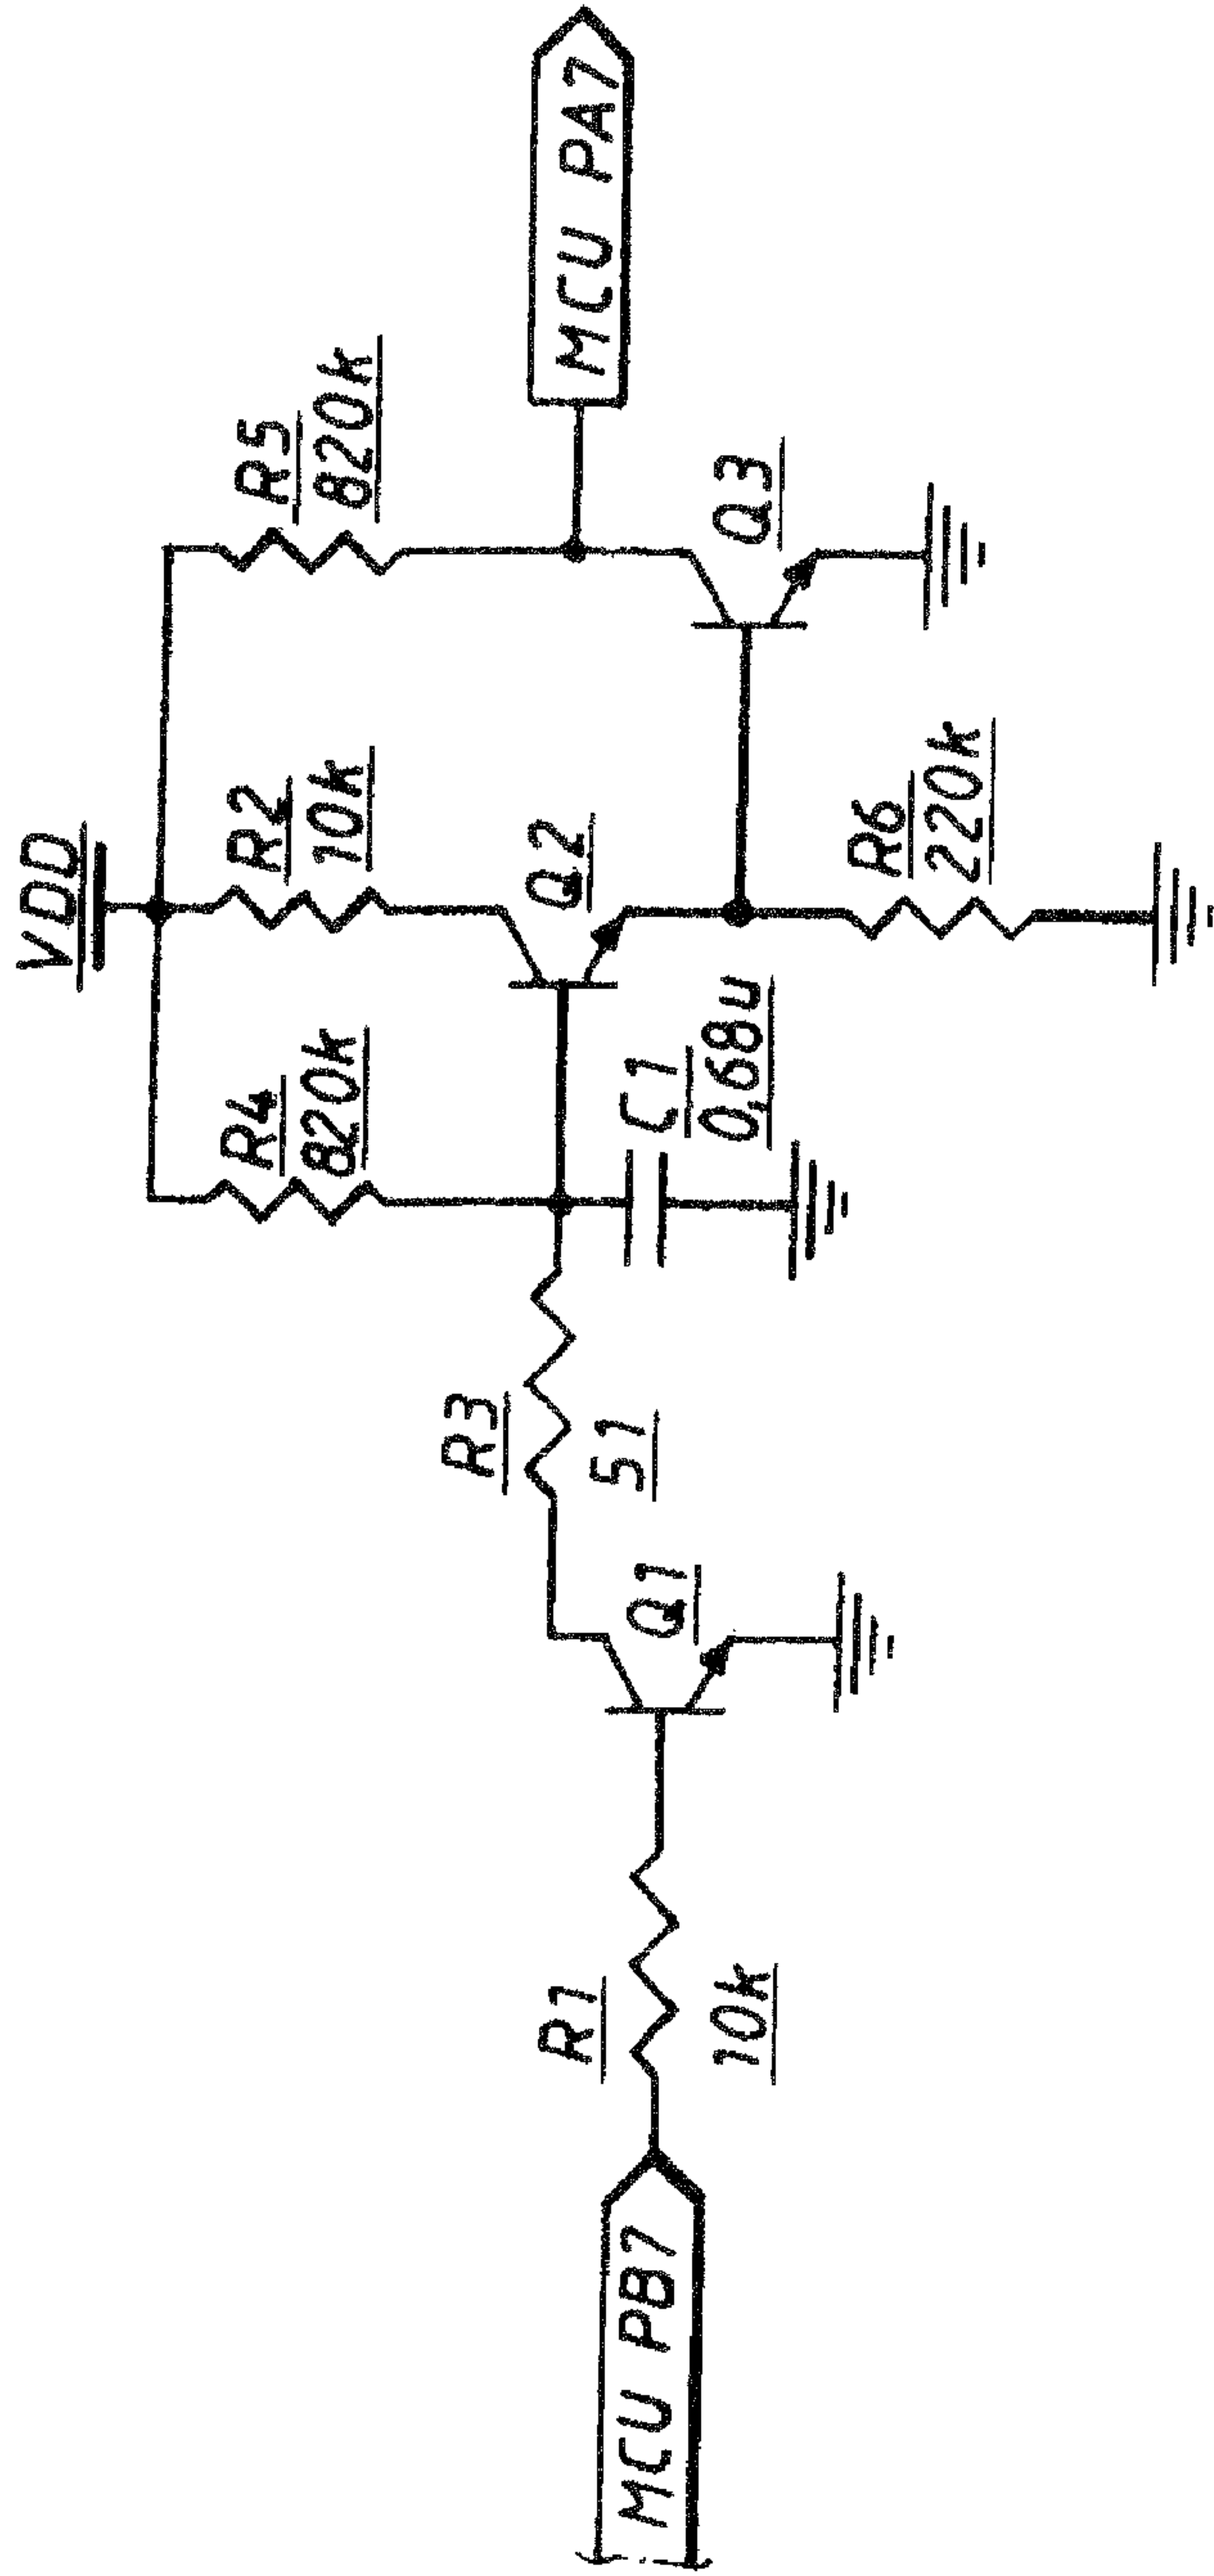 MCU PB7
R1
10k
Q1
R3
51
R4
820k
C1
0,68u
VDD
R2
10k
Q2
R6
220k
R5
820k
Q3
MCU PA7